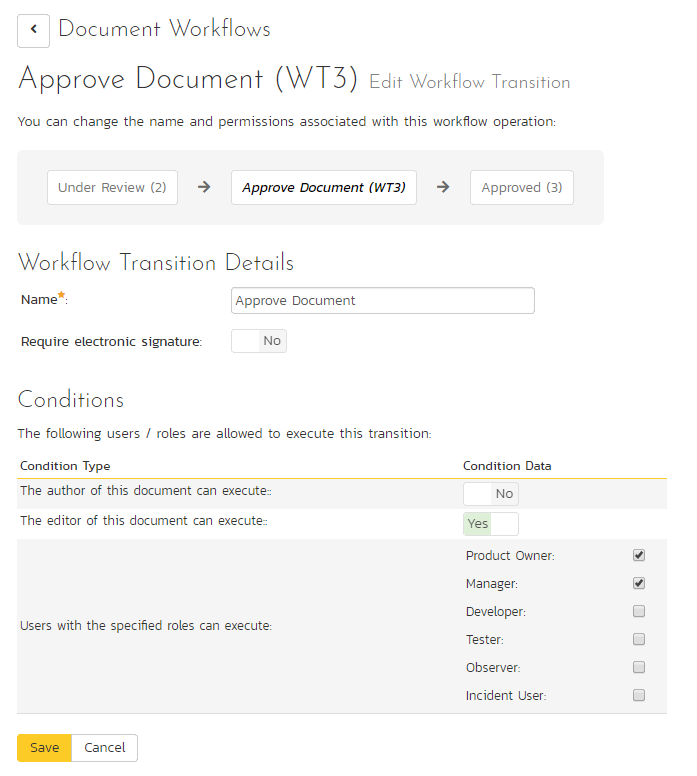 Document Workflows
Approve Document (WT3) Edit Workflow Transition
You can change the name and permissions associated with this workflow operation:
Under Review (2) → Approve Document (WT3) → Approved (3)
Workflow Transition Details
Name*: Approve Document
Require electronic signature: No
Conditions
The following users / roles are allowed to execute this transition:
Condition Type Condition Data
The author of this document can execute:: No
The editor of this document can execute:: Yes
Users with the specified roles can execute:
Product Owner:
Manager:
Developer:
Tester:
Observer:
Incident User:
Save Cancel